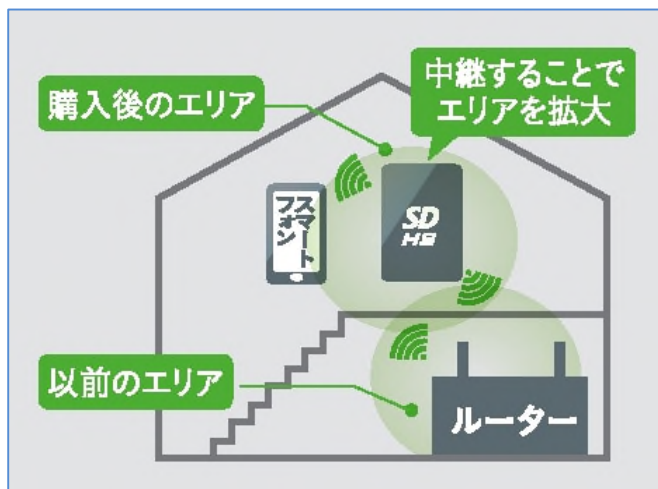 中継することで
エリアを拡大
購入後のエリア
スマート
フォン
SD
以前のエリア
ルーター